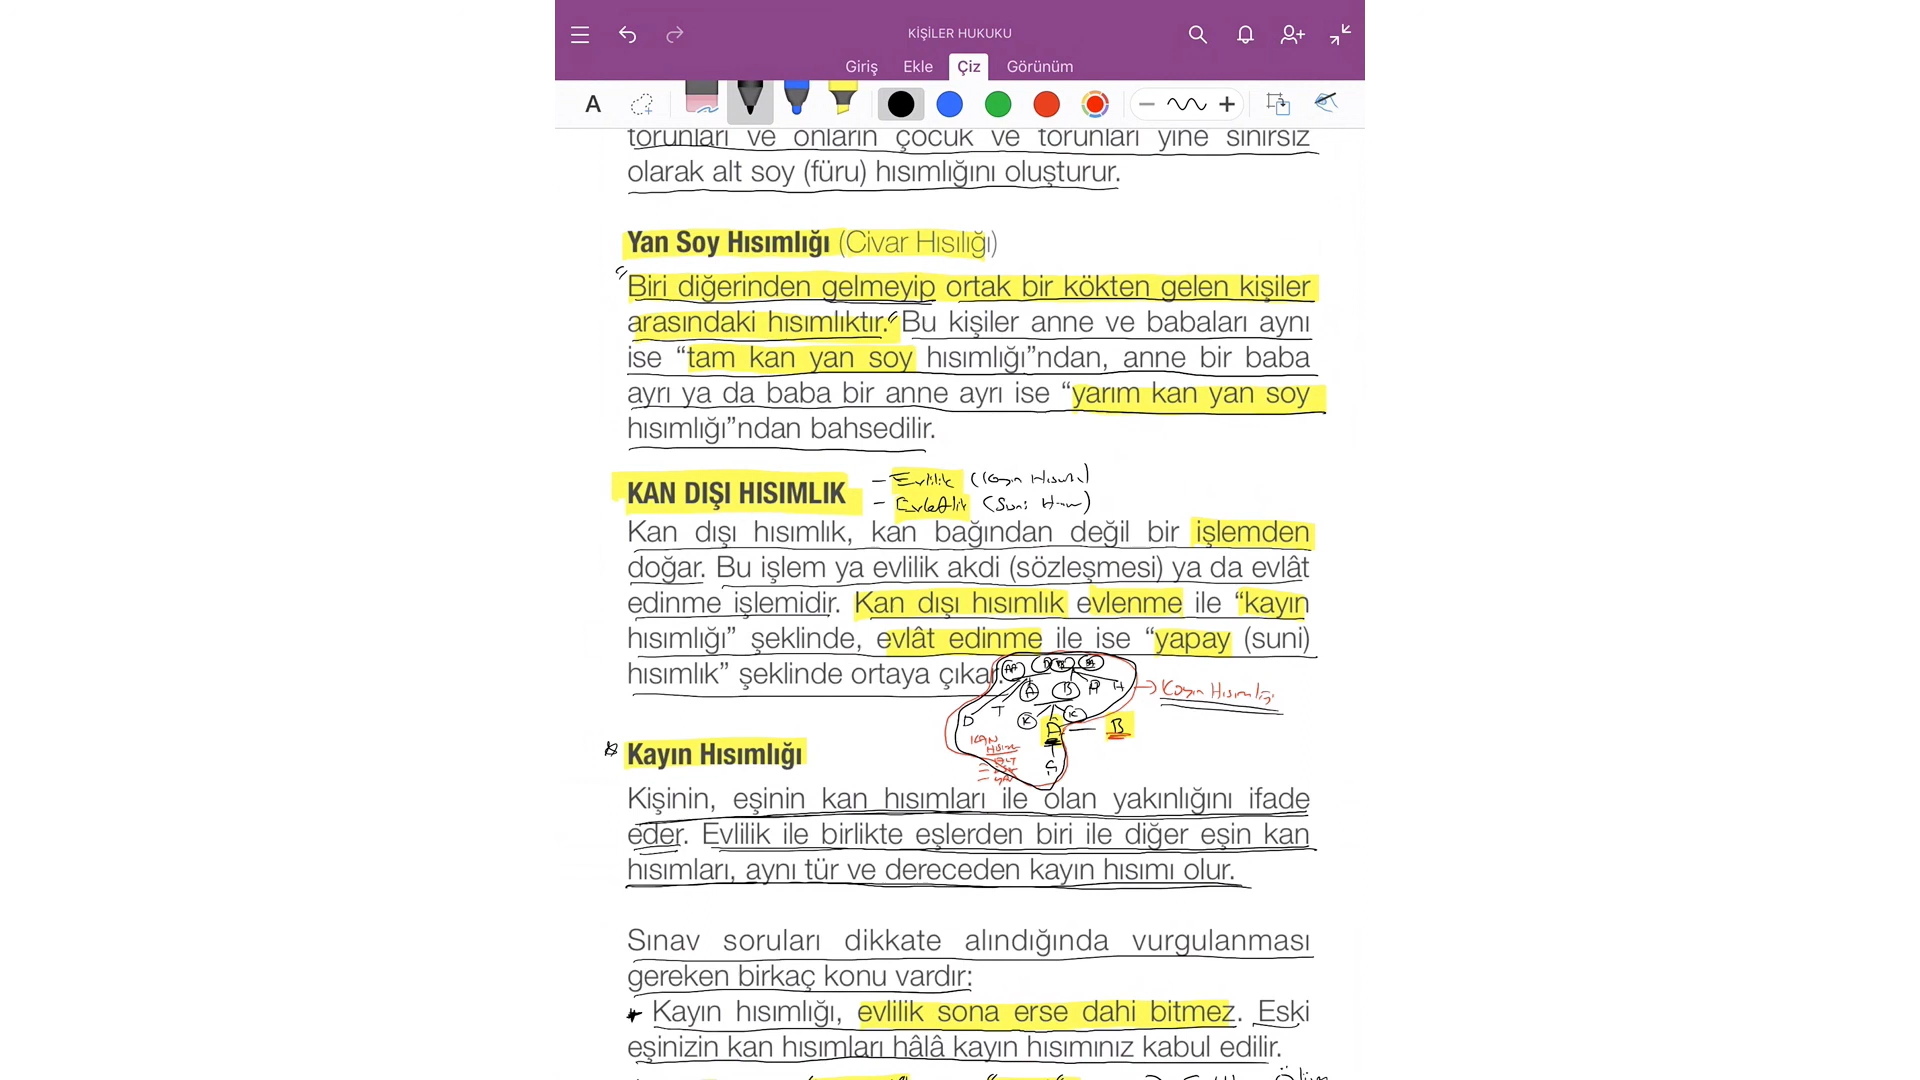 KİŞİLER HUKUKU
Giriş Ekle Çiz Görünüm
A
torunları ve onların çocuk ve torunları yine sınırsız
olarak alt soy (füru) hısımlığını oluşturur.
Yan Soy Hısımlığı (Civar Hısılığı)
Biri diğerinden gelmeyip ortak bir kökten gelen kişiler
arasındaki hısımlıktır. Bu kişiler anne ve babaları aynı
ise “tam kan yan soy hısımlığı”ndan, anne bir baba
ayrı ya da baba bir anne ayrı ise “yarım kan yan soy
hısımlığı”ndan bahsedilir.
- Evlilik (Kayın Hısımlı)
KAN DIŞI HISIMLIK
- Evlatlık (Suni Hısım)
Kan dışı hısımlık, kan bağından değil bir işlemden
doğar. Bu işlem ya evlilik akdi (sözleşmesi) ya da evlât
edinme işlemidir. Kan dışı hısımlık evlenme ile “kayın
hısımlığı” şeklinde, evlât edinme ile ise “yapay (suni)
hısımlık” şeklinde ortaya çıkar.
A B A H
Kayın Hısımlığı
D T K K
A B
KAN
Hısım
Ç
Kayın Hısımlığı
Kişinin, eşinin kan hısımları ile olan yakınlığını ifade
eder. Evlilik ile birlikte eşlerden biri ile diğer eşin kan
hısımları, aynı tür ve dereceden kayın hısımı olur.
Sınav soruları dikkate alındığında vurgulanması
gereken birkaç konu vardır:
Kayın hısımlığı, evlilik sona erse dahi bitmez. Eski
eşinizin kan hısımları hâlâ kayın hısımınız kabul edilir.